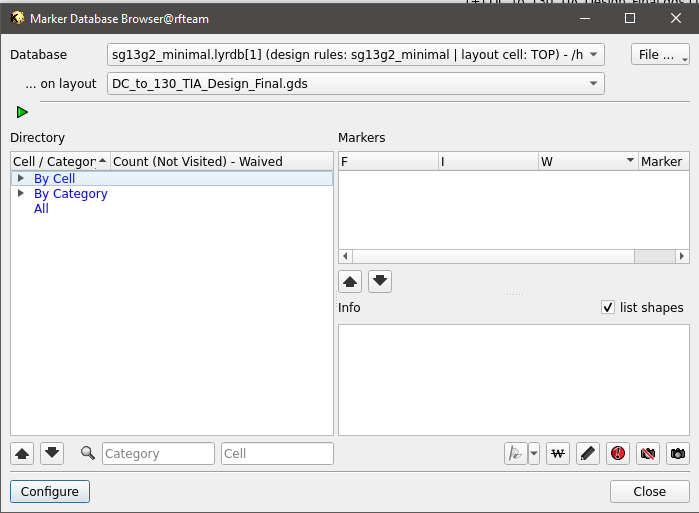 Marker Database Browser@rfteam
Database sg13g2_minimal.lyrdb[1] (design rules: sg13g2_minimal | layout cell: TOP) - /h File ...
... on layout DC_to_130_TIA_Design_Final.gds
Directory Markers
Cell / Category Count (Not Visited) - Waived F I W Marker
By Cell
By Category
All
Info list shapes
Category Cell W
Configure Close